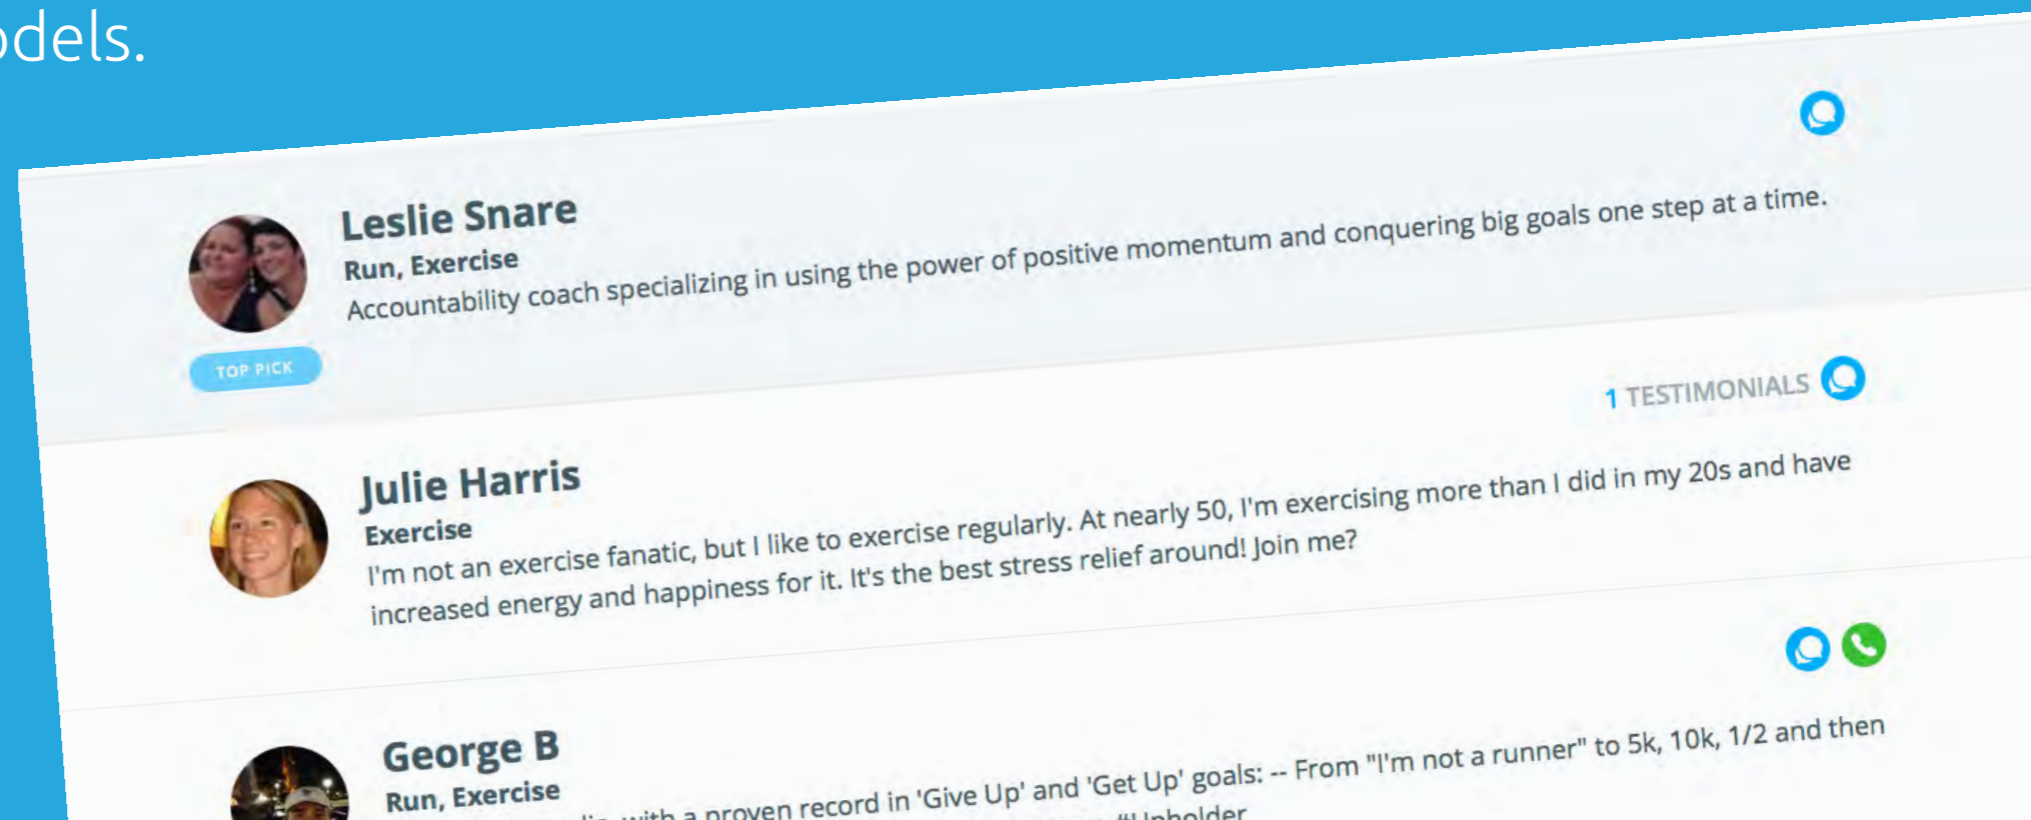 odels.
Leslie Snare
Run, Exercise
Accountability coach specializing in using the power of positive momentum and conquering big goals one step at a time.
TOP PICK
1 TESTIMONIALS
Julie Harris
Exercise
I'm not an exercise fanatic, but I like to exercise regularly. At nearly 50, I'm exercising more than I did in my 20s and have
increased energy and happiness for it. It's the best stress relief around! Join me?
George B
Run, Exercise
with a proven record in 'Give Up' and 'Get Up' goals: -- From "I'm not a runner" to 5k, 10k, 1/2 and then
#Upholder